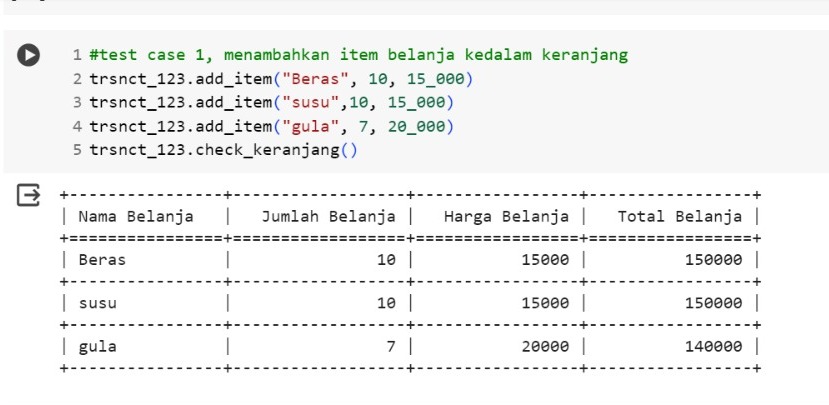 1 #test case 1, menambahkan item belanja kedalam keranjang
2 trsnct_123.add_item("Beras", 10, 15_000)
3 trsnct_123.add_item("susu",10, 15_000)
4 trsnct_123.add_item("gula", 7, 20_000)
5 trsnct_123.check_keranjang()
+----------------+------------------+-----------------+-----------------+
| Nama Belanja   |   Jumlah Belanja |   Harga Belanja |   Total Belanja |
+================+==================+=================+=================+
| Beras          |               10 |           15000 |          150000 |
+----------------+------------------+-----------------+-----------------+
| susu           |               10 |           15000 |          150000 |
+----------------+------------------+-----------------+-----------------+
| gula           |                7 |           20000 |          140000 |
+----------------+------------------+-----------------+-----------------+